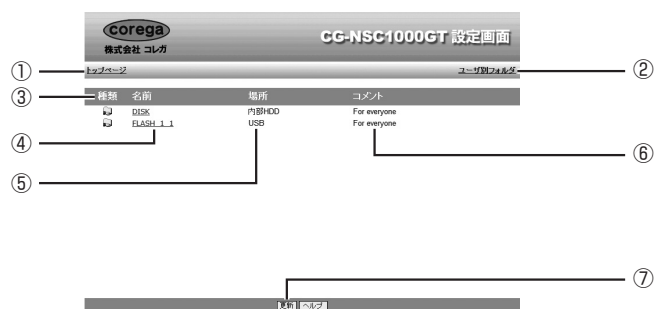 corega
株式会社 コレガ
CG-NSC1000GT 設定画面
① トップページ ユーザ別フォルダ ②
③ 種類 名前 場所 コメント
DISK 内部HDD For everyone
FLASH_1_1 USB For everyone
④
⑥
⑤
⑦
更新 ヘルプ